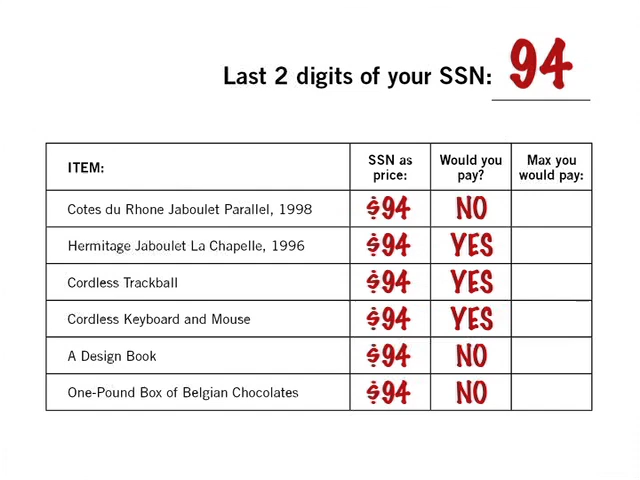 Last 2 digits of your SSN: 94
ITEM: SSN as price: Would you pay? Max you would pay:
Cotes du Rhone Jaboulet Parallel, 1998 $94 NO
Hermitage Jaboulet La Chapelle, 1996 $94 YES
Cordless Trackball $94 YES
Cordless Keyboard and Mouse $94 YES
A Design Book $94 NO
One-Pound Box of Belgian Chocolates $94 NO